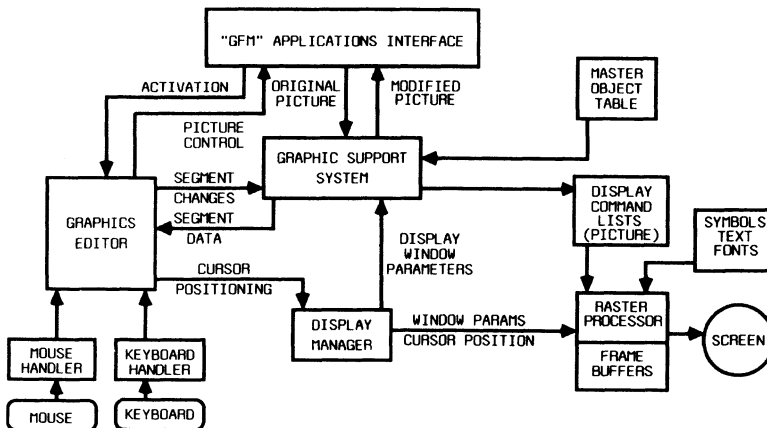 "GFM" APPLICATIONS INTERFACE
ACTIVATION
ORIGINAL
PICTURE
MODIFIED
PICTURE
MASTER
OBJECT
TABLE
PICTURE
CONTROL
GRAPHIC SUPPORT
SYSTEM
SEGMENT
CHANGES
SEGMENT
DATA
GRAPHICS
EDITOR
DISPLAY
COMMAND
LISTS
(PICTURE)
SYMBOLS
TEXT
FONTS
DISPLAY
WINDOW
PARAMETERS
CURSOR
POSITIONING
DISPLAY
MANAGER
WINDOW PARAMS
CURSOR POSITION
RASTER
PROCESSOR
FRAME
BUFFERS
SCREEN
MOUSE
HANDLER
KEYBOARD
HANDLER
MOUSE
KEYBOARD